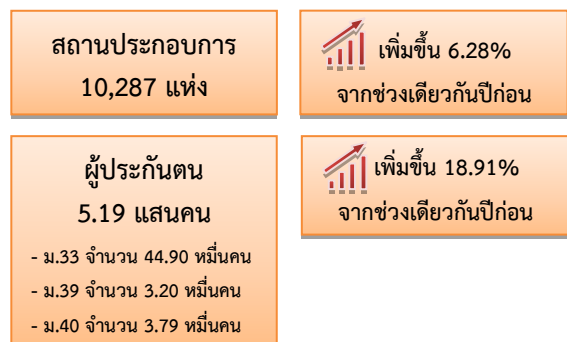 สถานประกอบการ
10,287 แห่ง
เพิ่มขึ้น 6.28%
จากช่วงเดียวกันปีก่อน
ผู้ประกันตน
5.19 แสนคน
- ม.33 จำนวน 44.90 หมื่นคน
- ม.39 จำนวน 3.20 หมื่นคน
- ม.40 จำนวน 3.79 หมื่นคน
เพิ่มขึ้น 18.91%
จากช่วงเดียวกันปีก่อน